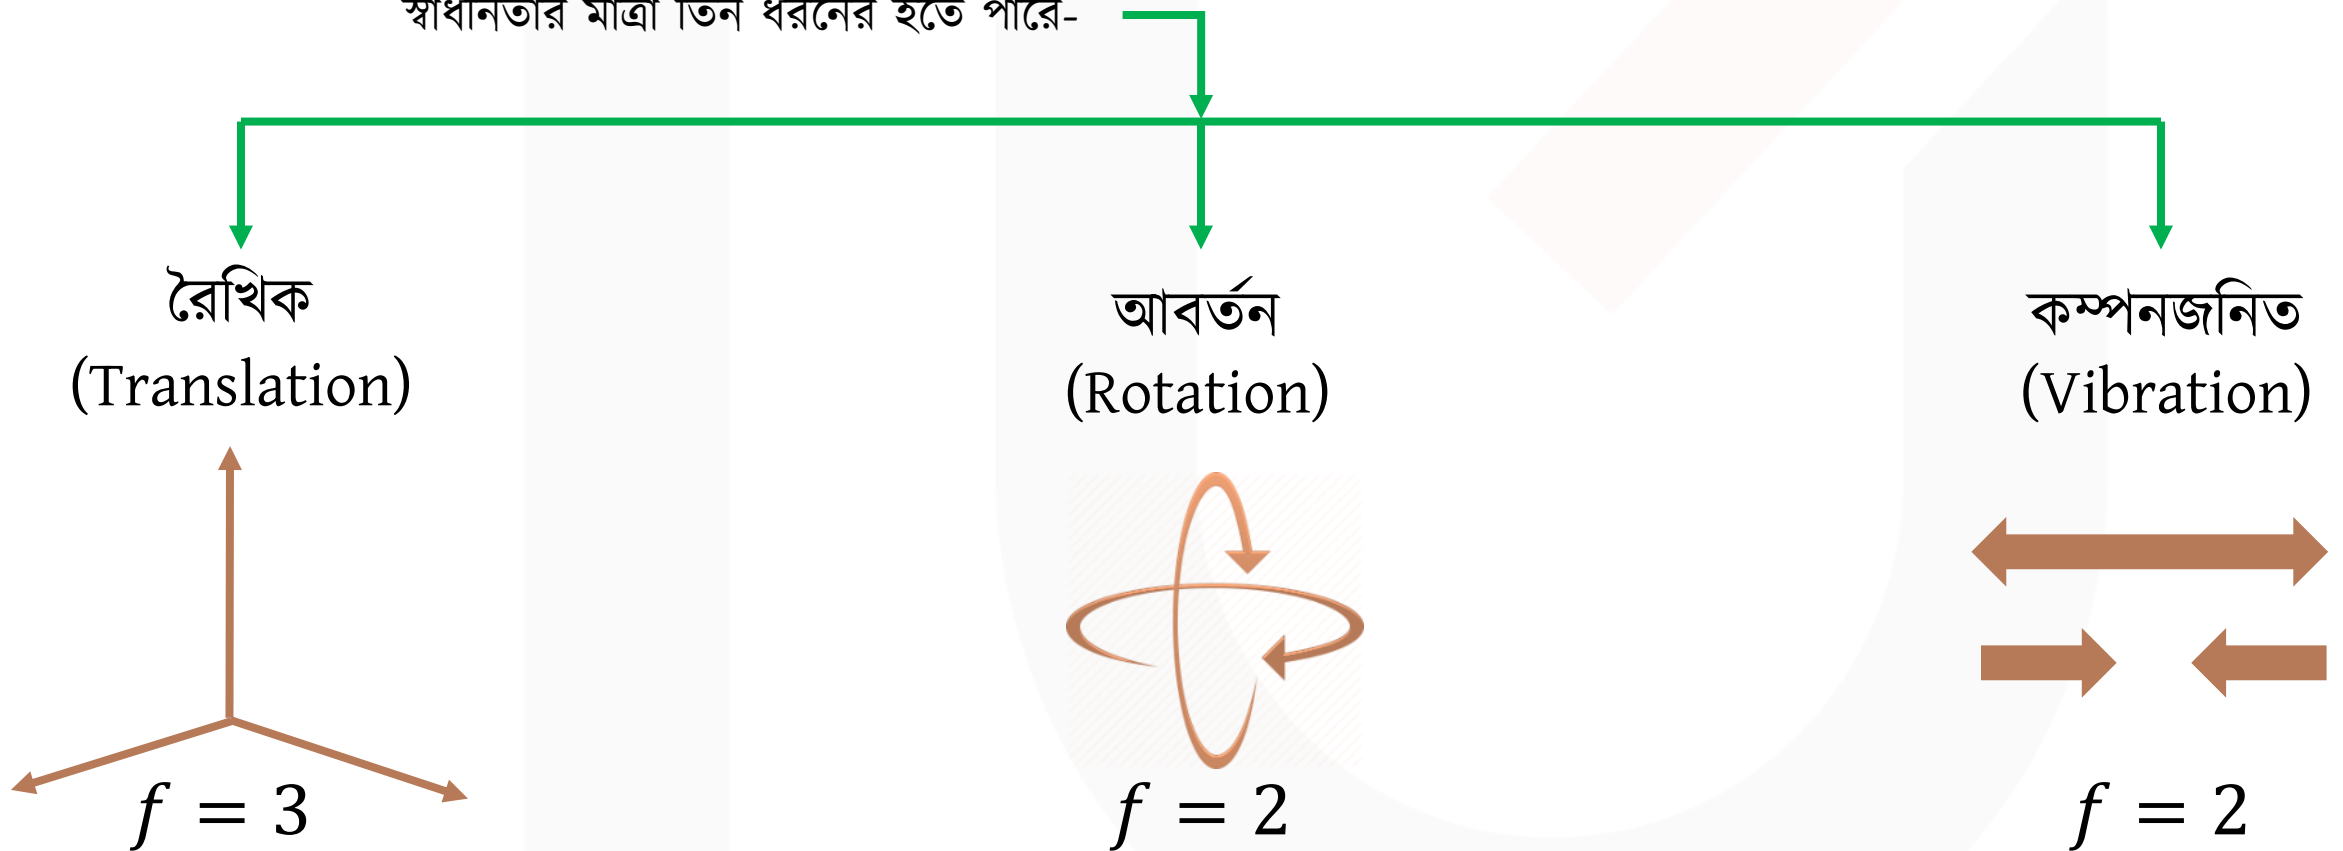 স্বাধীনতার মাত্রা তিন ধরনের হতে পারে-
রৈখিক
(Translation)
আবর্তন
(Rotation)
কম্পনজনিত
(Vibration)
f = 3
f = 2
f = 2